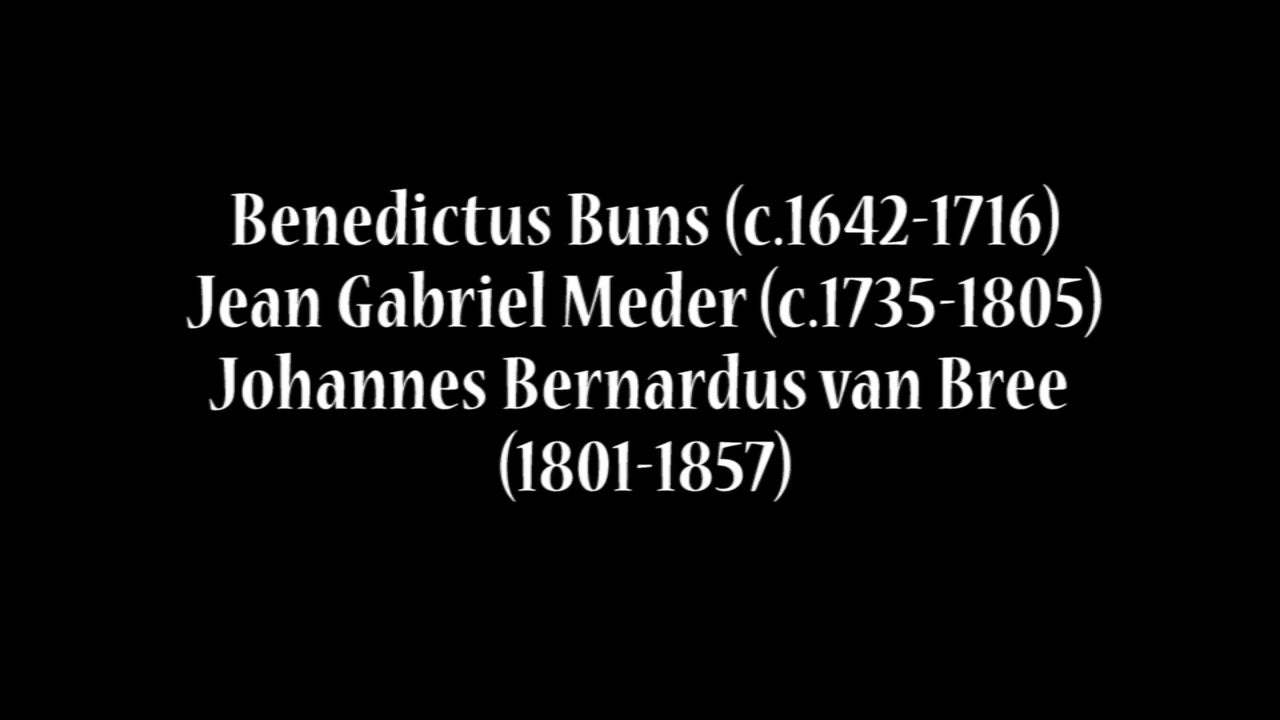 Benedictus Buns (c.1642-1716)
Jean Gabriel Meder (c.1735-1805)
Johannes Bernardus van Bree
(1801-1857)